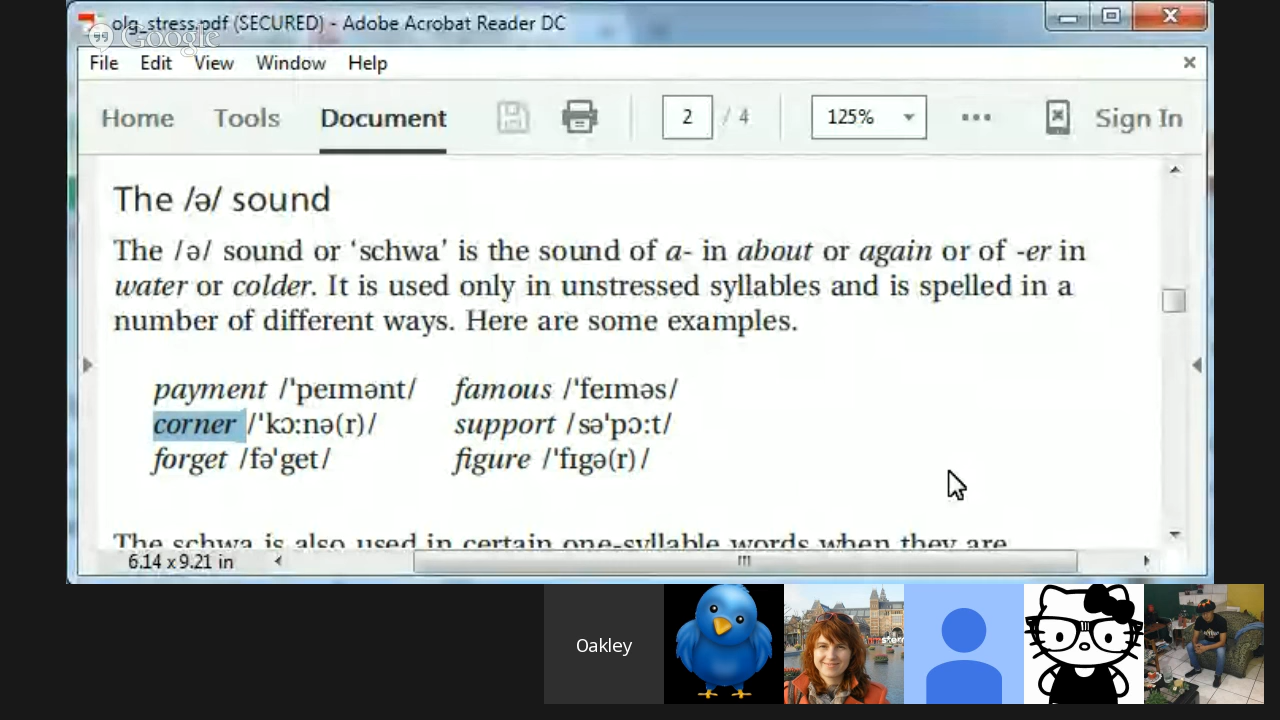 olg_stress.pdf (SECURED) - Adobe Acrobat Reader DC
Google
File Edit View Window Help
Home Tools Document 2 / 4 125% Sign In
The /ə/ sound
The /ə/ sound or ‘schwa’ is the sound of a- in about or again or of -er in
water or colder. It is used only in unstressed syllables and is spelled in a
number of different ways. Here are some examples.
payment /ˈpeɪmənt/ famous /ˈfeɪməs/
corner /ˈkɔːnə(r)/ support /səˈpɔːt/
forget /fəˈget/ figure /ˈfɪgə(r)/
The schwa is also used in certain one-syllable words when they are
6.14 x 9.21 in
Oakley